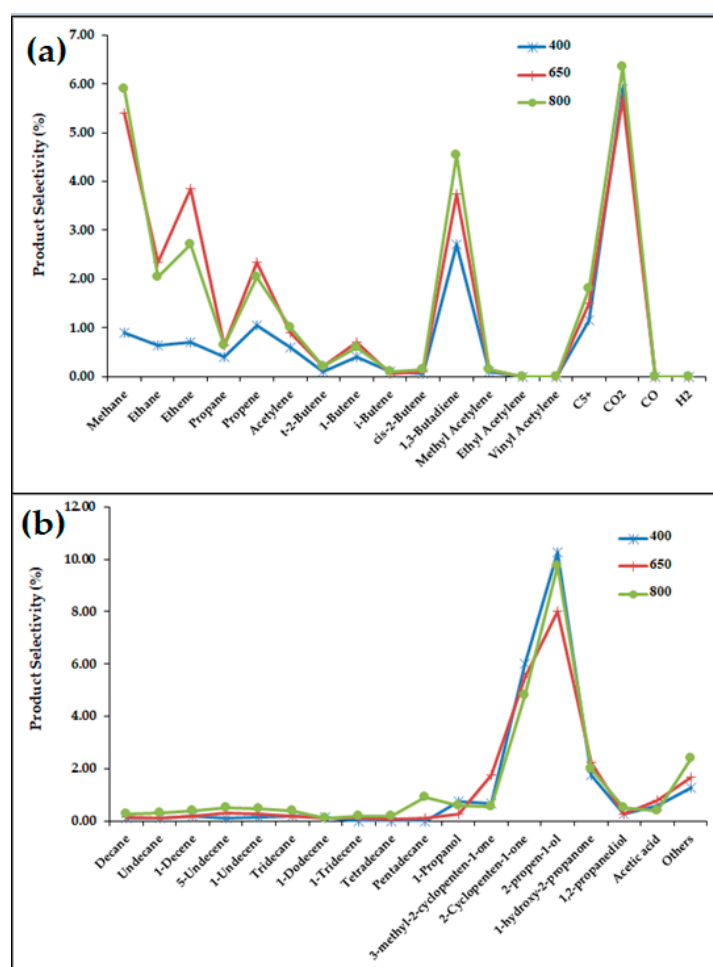 (a)
7.00
6.00
5.00
4.00
3.00
2.00
1.00
0.00
Product Selectivity (%)
400
650
800
Methane
Ethane
Ethene
Propane
Propene
Acetylene
t-2-Butene
1-Butene
i-Butene
cis-2-Butene
1,3-Butadiene
Methyl Acetylene
Ethyl Acetylene
Vinyl Acetylene
C5+
CO2
CO
H2
(b)
12.00
10.00
8.00
6.00
4.00
2.00
0.00
Product Selectivity (%)
400
650
800
Decane
Undecane
1-Decene
5-Undecene
1-Undecene
Tridecane
1-Dodecene
1-Tridecene
Tetradecane
Pentadecane
1-Propanol
3-methyl-2-cyclopenten-1-one
2-Cyclopenten-1-one
2-propen-1-ol
1-hydroxy-2-propanone
1,2-propanediol
Acetic acid
Others